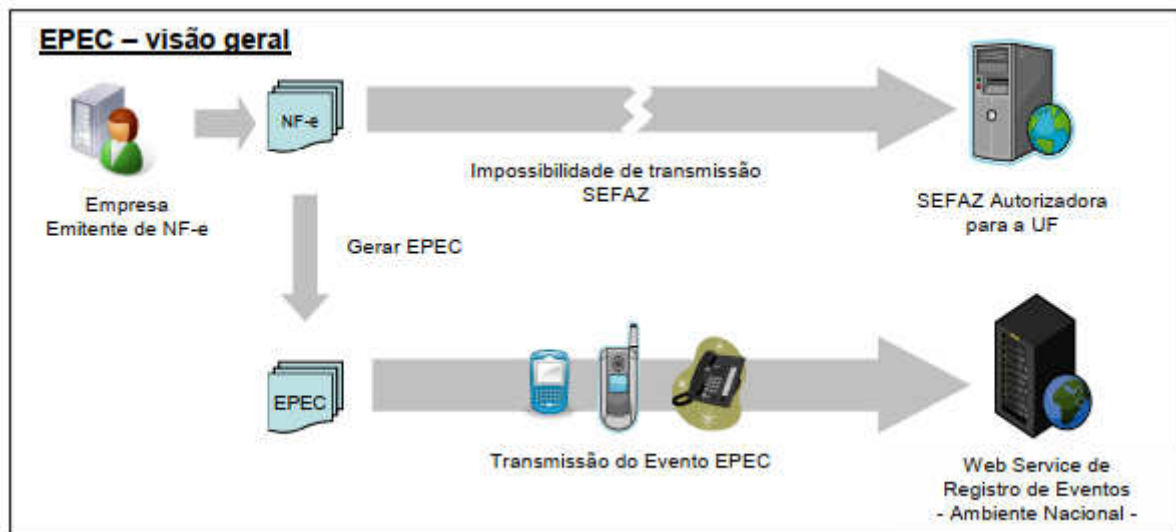 EPEC – visão geral
NF-e
Impossibilidade de transmissão
SEFAZ
Empresa
Emitente de NF-e
SEFAZ Autorizadora
para a UF
Gerar EPEC
EPEC
Transmissão do Evento EPEC
Web Service de
Registro de Eventos
- Ambiente Nacional -